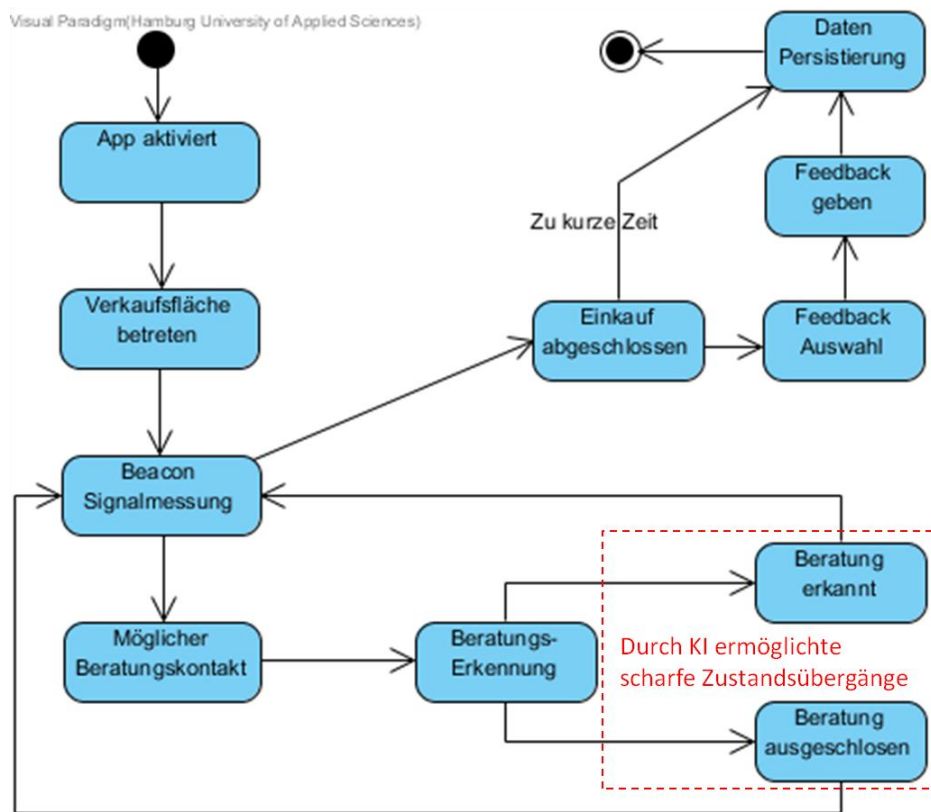 Visual Paradigm(Hamburg University of Applied Sciences)
Daten
Persistierung
App aktiviert
Feedback
geben
Zu kurze Zeit
Verkaufsfläche
betreten
Einkauf
abgeschlossen
Feedback
Auswahl
Beacon
Signalmessung
Beratung
erkannt
Möglicher
Beratungskontakt
Beratungs-
Erkennung
Durch KI ermöglichte
scharfe Zustandsübergänge
Beratung
ausgeschlosen